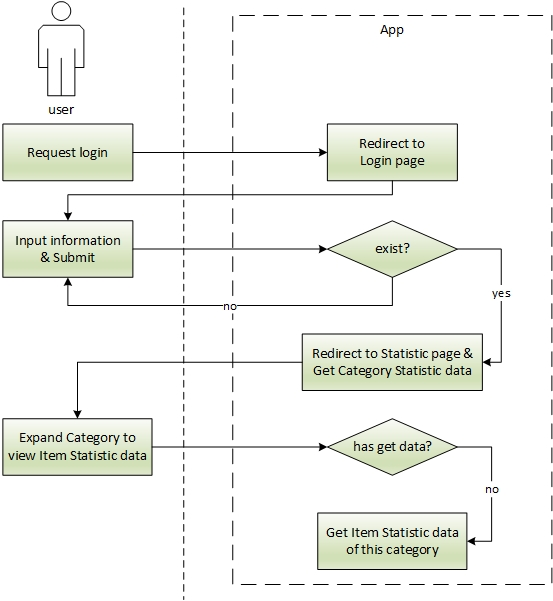 App
user
Request login
Redirect to
Login page
Input information
& Submit
exist?
yes
no
Redirect to Statistic page &
Get Category Statistic data
Expand Category to
view Item Statistic data
has get data?
no
Get Item Statistic data
of this category